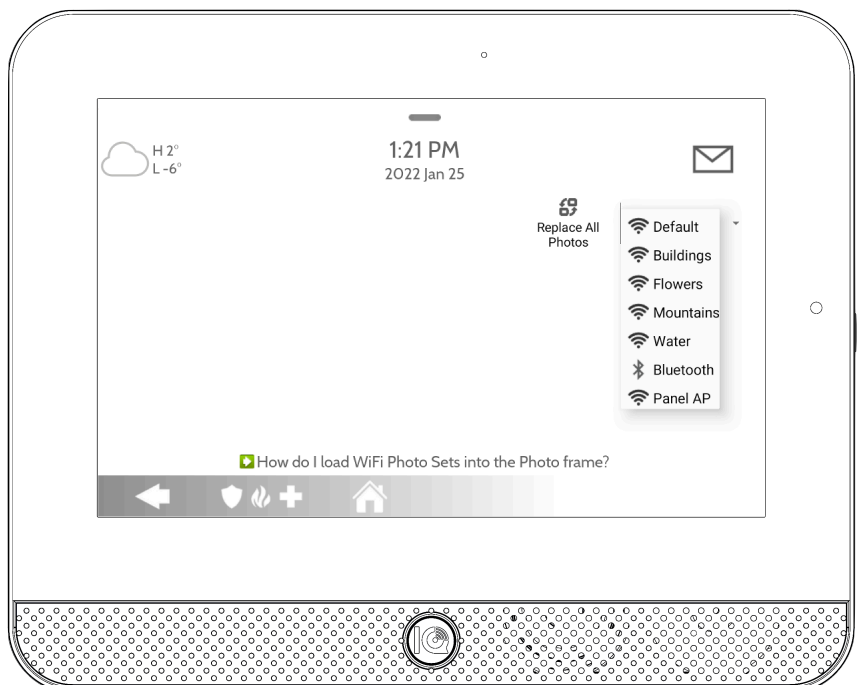 H 2°
L -6°
1:21 PM
2022 Jan 25
Replace All
Photos
Default
Buildings
Flowers
Mountains
Water
Bluetooth
Panel AP
How do I load WiFi Photo Sets into the Photo frame?